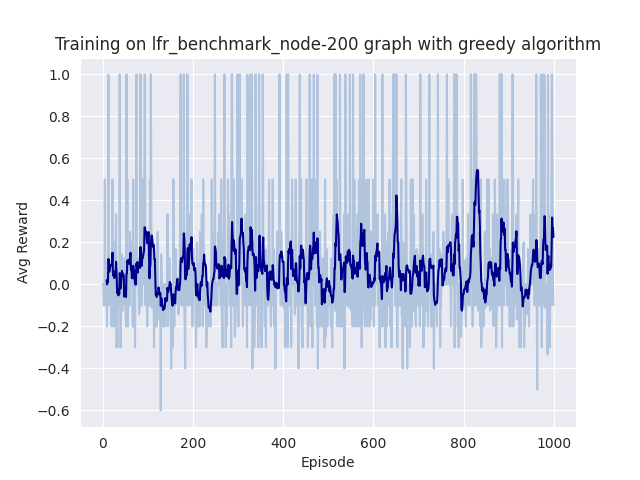 Training on lfr_benchmark_node-200 graph with greedy algorithm
1.0
0.8
0.6
0.4
0.2
0.0
−0.2
−0.4
−0.6
Avg Reward
0 200 400 600 800 1000
Episode